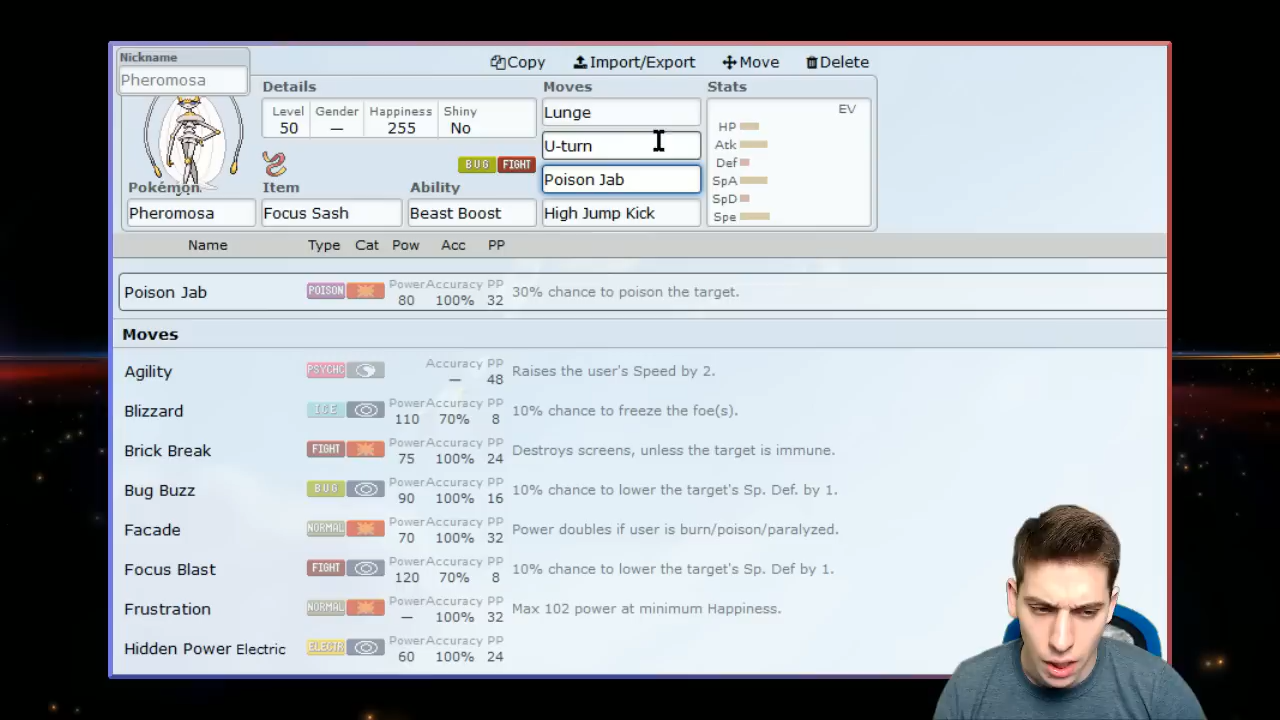 Nickname
Pheromosa
Copy Import/Export Move Delete
Details Moves Stats
Level Gender Happiness Shiny
50 — 255 No
Lunge
EV
U-turn
HP
Atk
Def
SpA
SpD
Spe
BUG FIGHT
Poison Jab
Pokémon Item Ability
Pheromosa Focus Sash Beast Boost High Jump Kick
Name Type Cat Pow Acc PP
Poison Jab POISON Power 80 Accuracy 100% PP 32 30% chance to poison the target.
Moves
Agility PSYCHC Accuracy — PP 48 Raises the user's Speed by 2.
Blizzard ICE Power 110 Accuracy 70% PP 8 10% chance to freeze the foe(s).
Brick Break FIGHT Power 75 Accuracy 100% PP 24 Destroys screens, unless the target is immune.
Bug Buzz BUG Power 90 Accuracy 100% PP 16 10% chance to lower the target's Sp. Def. by 1.
Facade NORMAL Power 70 Accuracy 100% PP 32 Power doubles if user is burn/poison/paralyzed.
Focus Blast FIGHT Power 120 Accuracy 70% PP 8 10% chance to lower the target's Sp. Def by 1.
Frustration NORMAL Power — Accuracy 100% PP 32 Max 102 power at minimum Happiness.
Hidden Power Electric ELECTR Power 60 Accuracy 100% PP 24